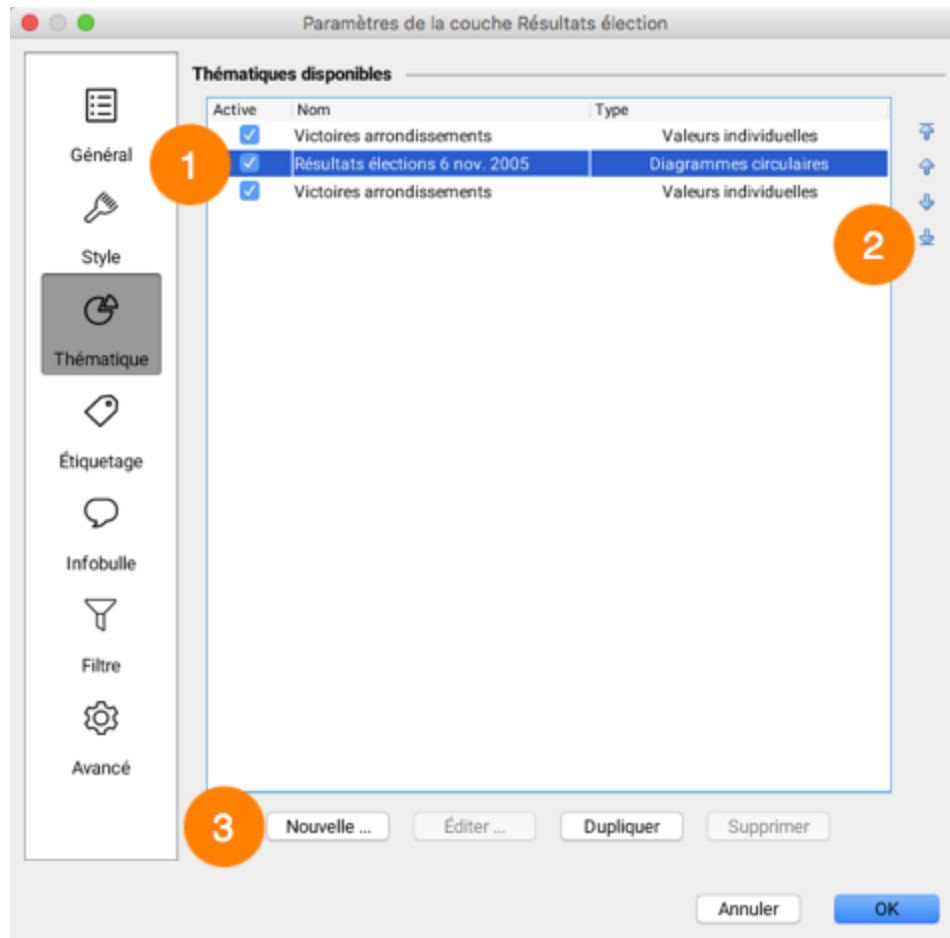 Paramètres de la couche Résultats élection
Thématiques disponibles
Active Nom Type
Victoires arrondissements Valeurs individuelles
1 Résultats élections 6 nov. 2005 Diagrammes circulaires
Victoires arrondissements Valeurs individuelles
2
Général
Style
Thématique
Étiquetage
Infobulle
Filtre
Avancé
3 Nouvelle ... Éditer ... Dupliquer Supprimer
Annuler OK